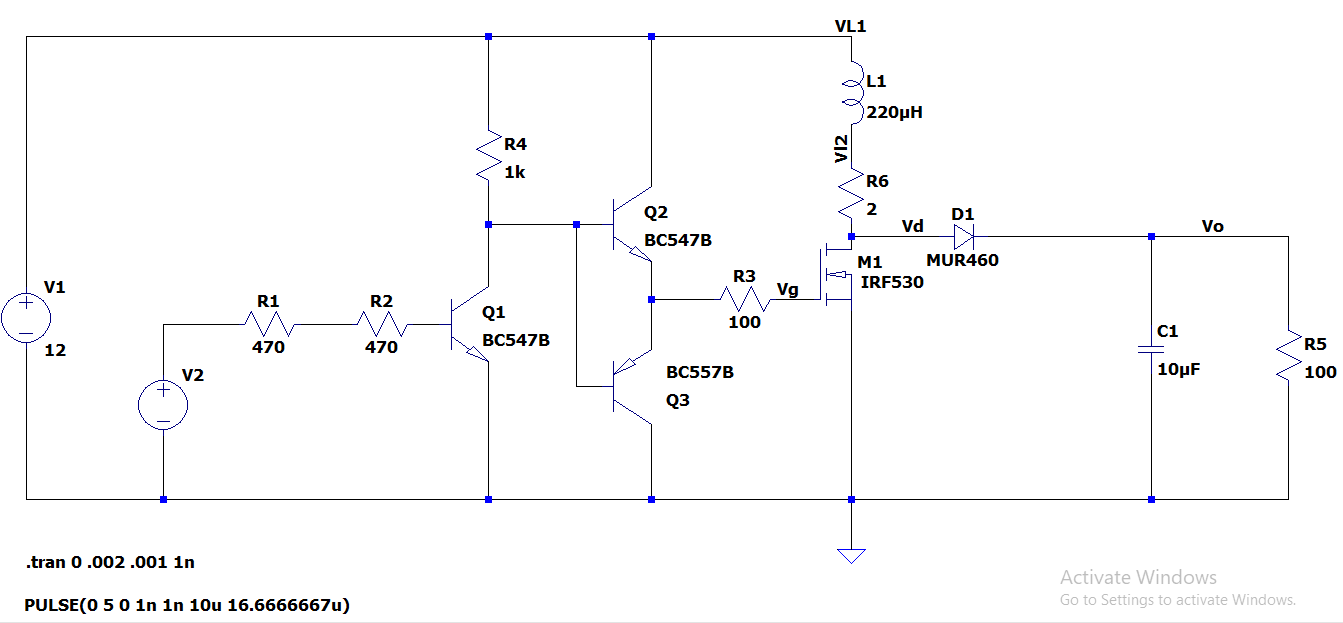 VL1
L1
220µH
Vl2
R4
1k
R6
2
Q2
BC547B
Vd
D1
MUR460
Vo
M1
IRF530
V1
12
R3
100
Vg
R1
470
R2
470
Q1
BC547B
C1
10µF
R5
100
V2
BC557B
Q3
.tran 0 .002 .001 1n
PULSE(0 5 0 1n 1n 10u 16.6666667u)
Activate Windows
Go to Settings to activate Windows.